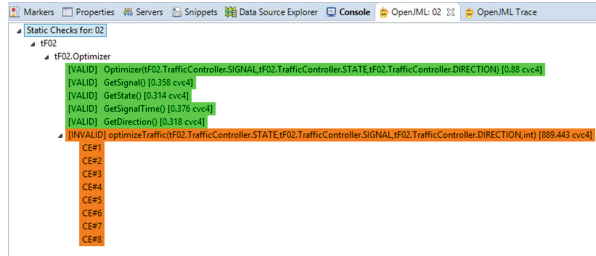 Markers Properties Servers Snippets Data Source Explorer Console OpenJML: 02 OpenJML Trace
Static Checks for: 02
tF02
tF02.Optimizer
[VALID] Optimizer(tF02.TrafficController.SIGNAL,tF02.TrafficController.STATE,tF02.TrafficController.DIRECTION) [0.88 cvc4]
[VALID] GetSignal() [0.358 cvc4]
[VALID] GetState() [0.314 cvc4]
[VALID] GetSignalTime() [0.376 cvc4]
[VALID] GetDirection() [0.318 cvc4]
[INVALID] optimizeTraffic(tF02.TrafficController.STATE,tF02.TrafficController.SIGNAL,tF02.TrafficController.DIRECTION,int) [889.443 cvc4]
CE#1
CE#2
CE#3
CE#4
CE#5
CE#6
CE#7
CE#8